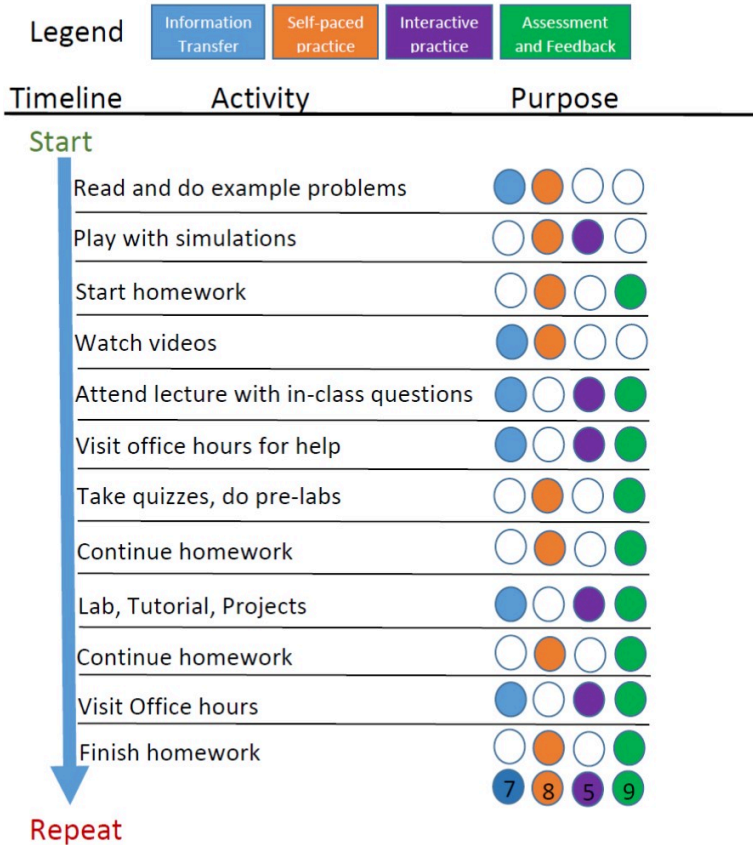 Legend
Information
Transfer
Self-paced
practice
Interactive
practice
Assessment
and Feedback
Timeline Activity Purpose
Start
Read and do example problems
Play with simulations
Start homework
Watch videos
Attend lecture with in-class questions
Visit office hours for help
Take quizzes, do pre-labs
Continue homework
Lab, Tutorial, Projects
Continue homework
Visit Office hours
Finish homework
7 8 5 9
Repeat